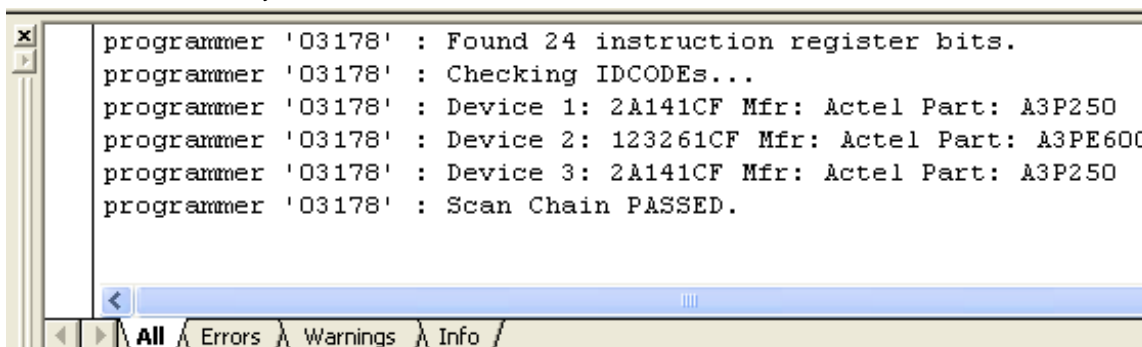 programmer '03178' : Found 24 instruction register bits.
programmer '03178' : Checking IDCODEs...
programmer '03178' : Device 1: 2A141CF Mfr: Actel Part: A3P250
programmer '03178' : Device 2: 123261CF Mfr: Actel Part: A3PE600
programmer '03178' : Device 3: 2A141CF Mfr: Actel Part: A3P250
programmer '03178' : Scan Chain PASSED.
All Errors Warnings Info